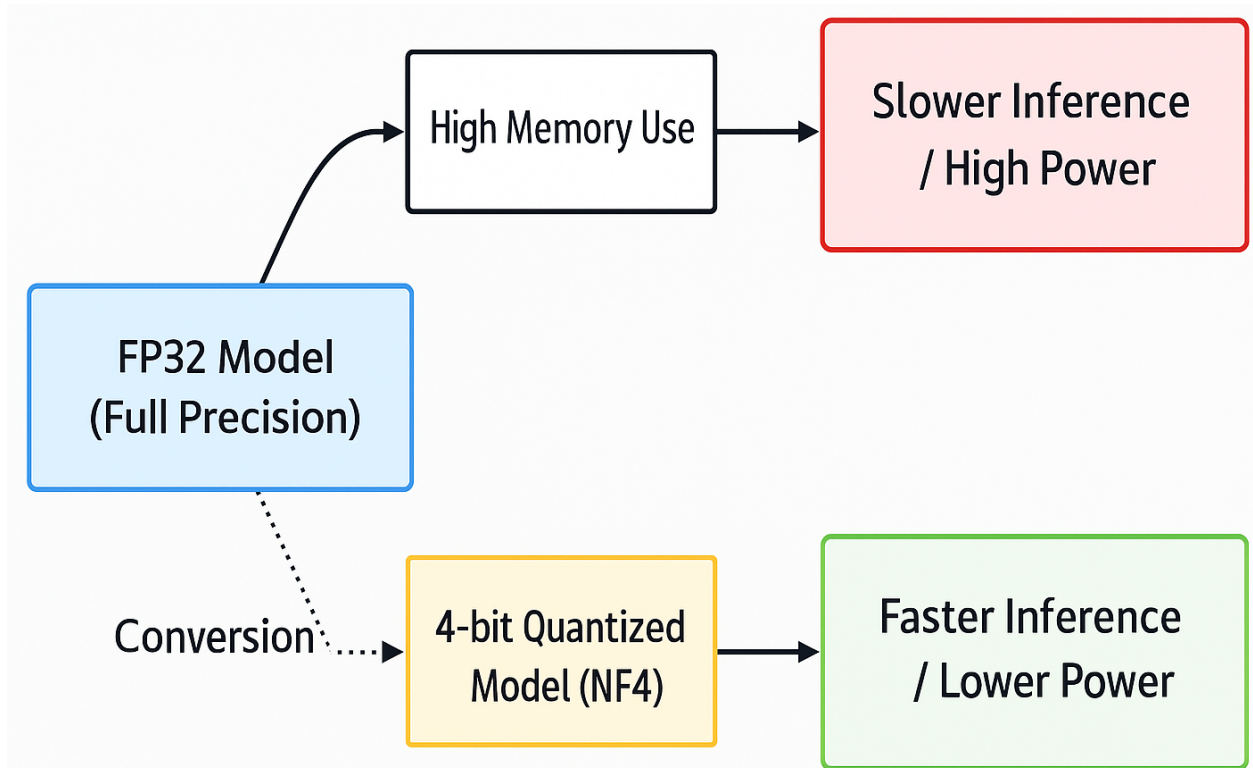 High Memory Use
Slower Inference
/ High Power
FP32 Model
(Full Precision)
Conversion
4-bit Quantized
Model (NF4)
Faster Inference
/ Lower Power